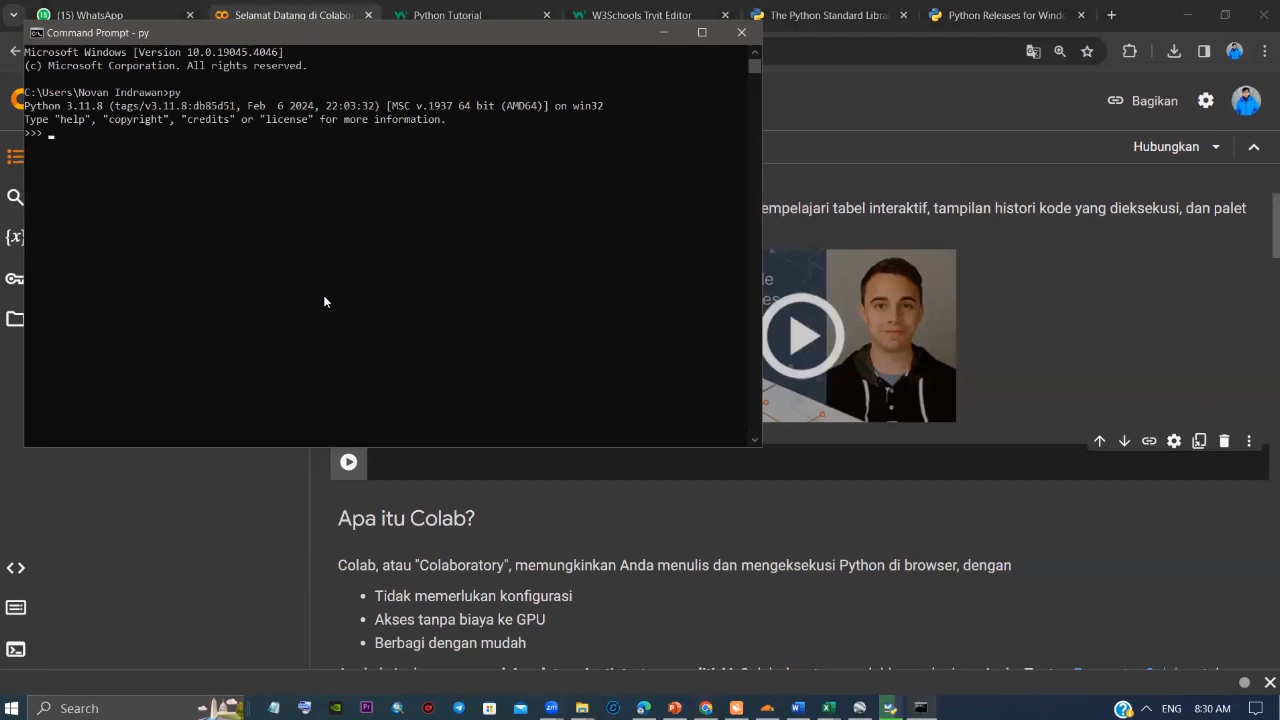 WhatsApp
Selamat Datang di Colabo
Python Tutorial
W3Schools Tryit Editor
The Python Standard Libra
Python Releases for Windo
Command Prompt - py
Microsoft Windows [Version 10.0.19045.4046]
(c) Microsoft Corporation. All rights reserved.
C:\Users\Novan Indrawan>py
Python 3.11.8 (tags/v3.11.8:db85d51, Feb  6 2024, 22:03:32) [MSC v.1937 64 bit (AMD64)] on win32
Type "help", "copyright", "credits" or "license" for more information.
>>>
Bagikan
Hubungkan
empelajari tabel interaktif, tampilan histori kode yang dieksekusi, dan palet
Apa itu Colab?
Colab, atau "Colaboratory", memungkinkan Anda menulis dan mengeksekusi Python di browser, dengan
• Tidak memerlukan konfigurasi
• Akses tanpa biaya ke GPU
• Berbagi dengan mudah
Search
8:30 AM